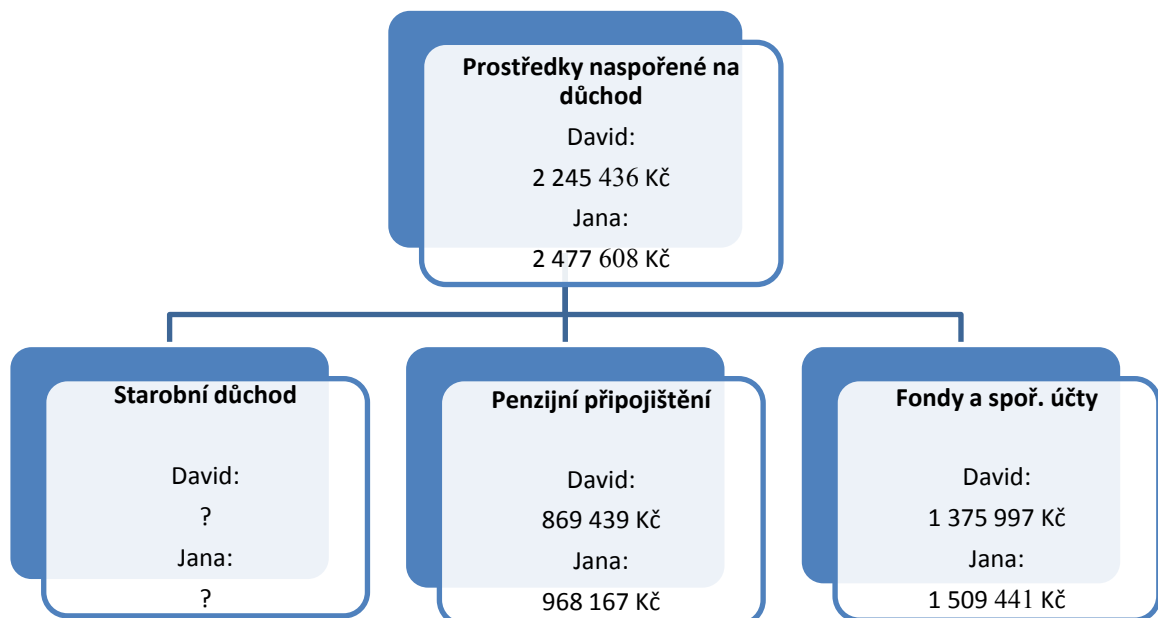 Prostředky naspořené na
důchod
David:
2 245 436 Kč
Jana:
2 477 608 Kč
Starobní důchod
David:
?
Jana:
?
Penzijní připojištění
David:
869 439 Kč
Jana:
968 167 Kč
Fondy a spoř. účty
David:
1 375 997 Kč
Jana:
1 509 441 Kč